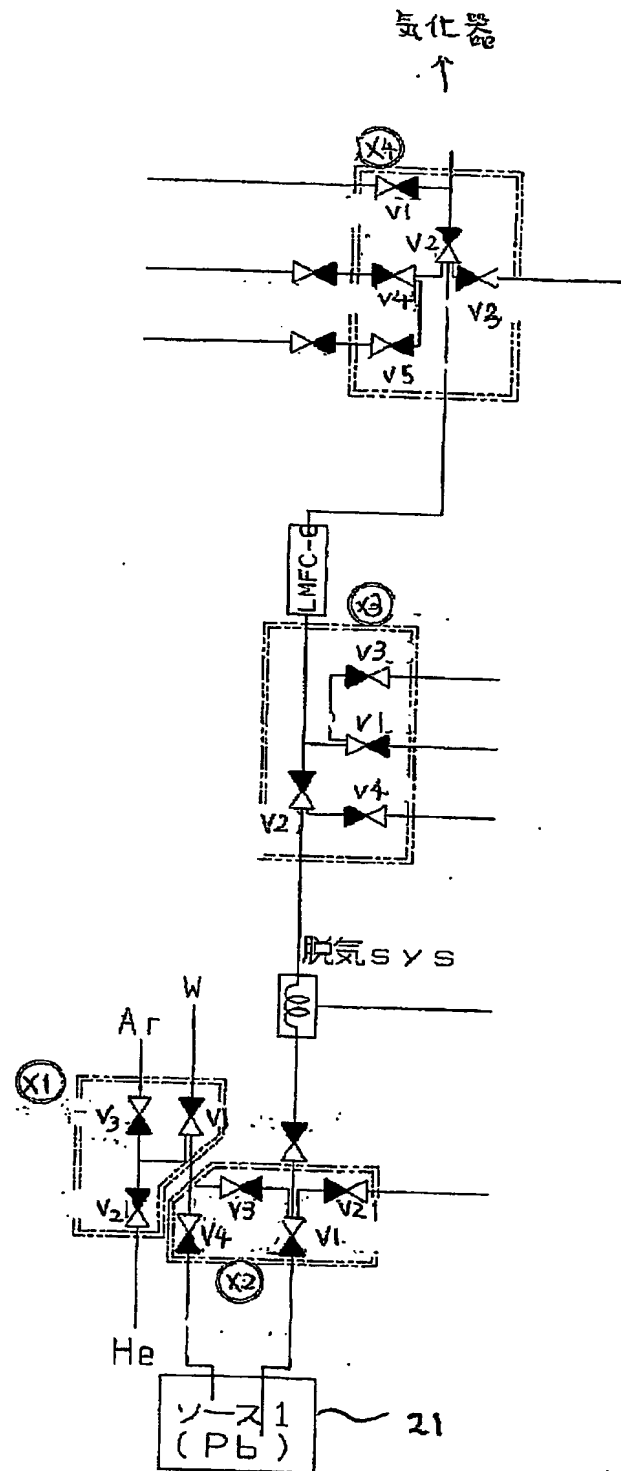 気化器
↑
X4
V1
V2
V4
V3
V5
LMFC-6
X3
V3
V1
V4
V2
脱気sys
W
Ar
X1
V3
V1
V2
V3
V2
V4
V1
X2
He
ソース1
(Pb)
21